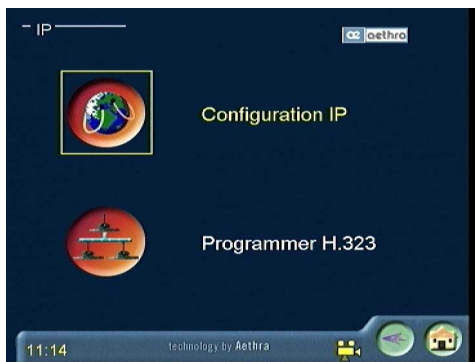 IP
æ aethra
Configuration IP
Programmer H.323
11:14
technology by Aethra